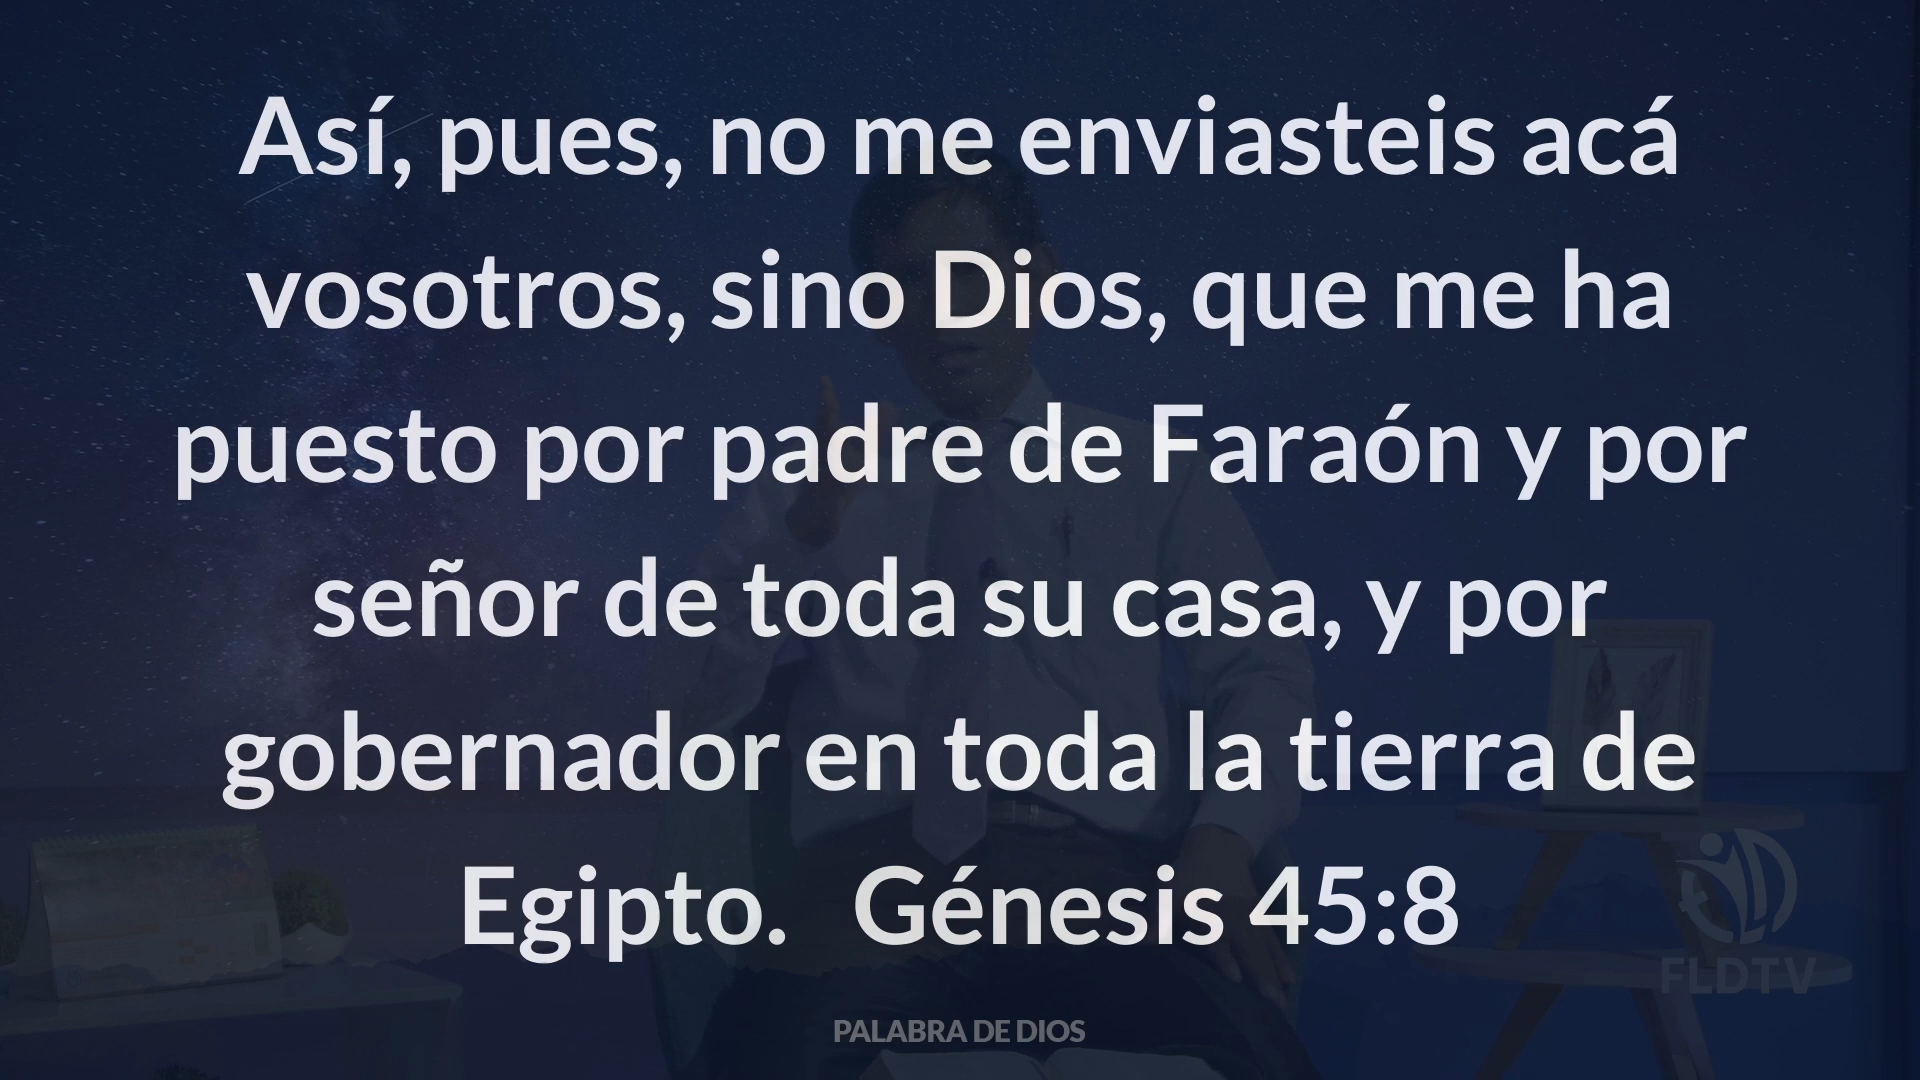 Así, pues, no me enviasteis acá
vosotros, sino Dios, que me ha
puesto por padre de Faraón y por
señor de toda su casa, y por
gobernador en toda la tierra de
Egipto. Génesis 45:8
FLDTV
PALABRA DE DIOS